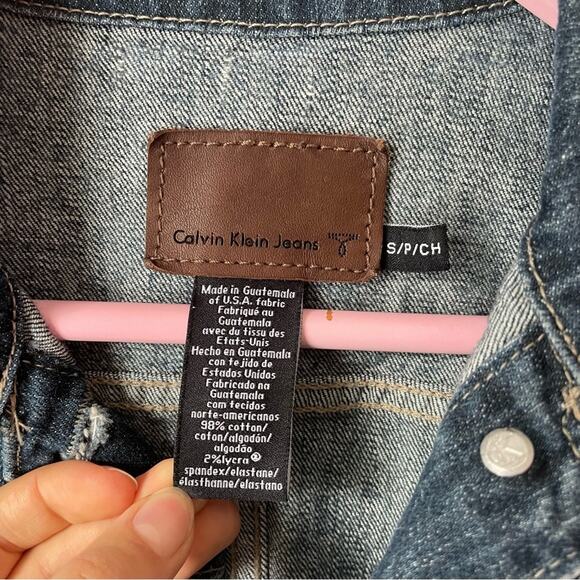 Calvin Klein Jeans
S/P/CH
Made in Guatemala
of U.S.A. fabric
Fabriqué au
Guatemala
avec du tissu des
Etats-Unis
Hecho en Guatemala
con tejido de
Estados Unidos
Fabricado na
Guatemala
com tecidos
norte-americanos
98% cotton/
coton/algodón/
algodão
2%lycra®
spandex/elastane/
élasthanne/elastano